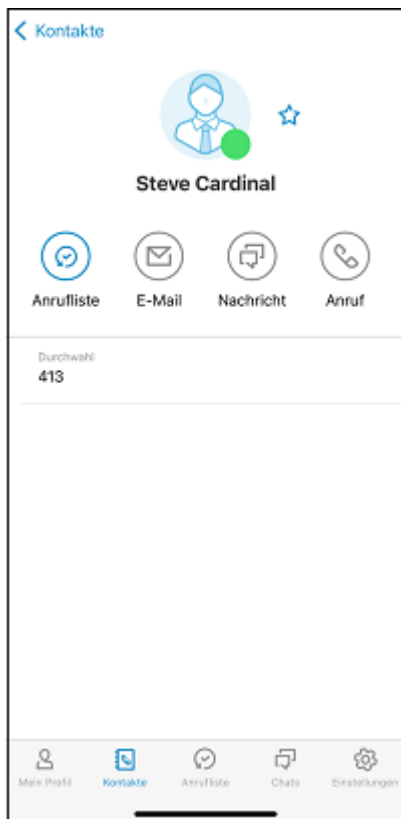 Kontakte
Steve Cardinal
Anrufliste E-Mail Nachricht Anruf
Durchwahl
413
Mein Profil Kontakte Anrufliste Chats Einstellungen